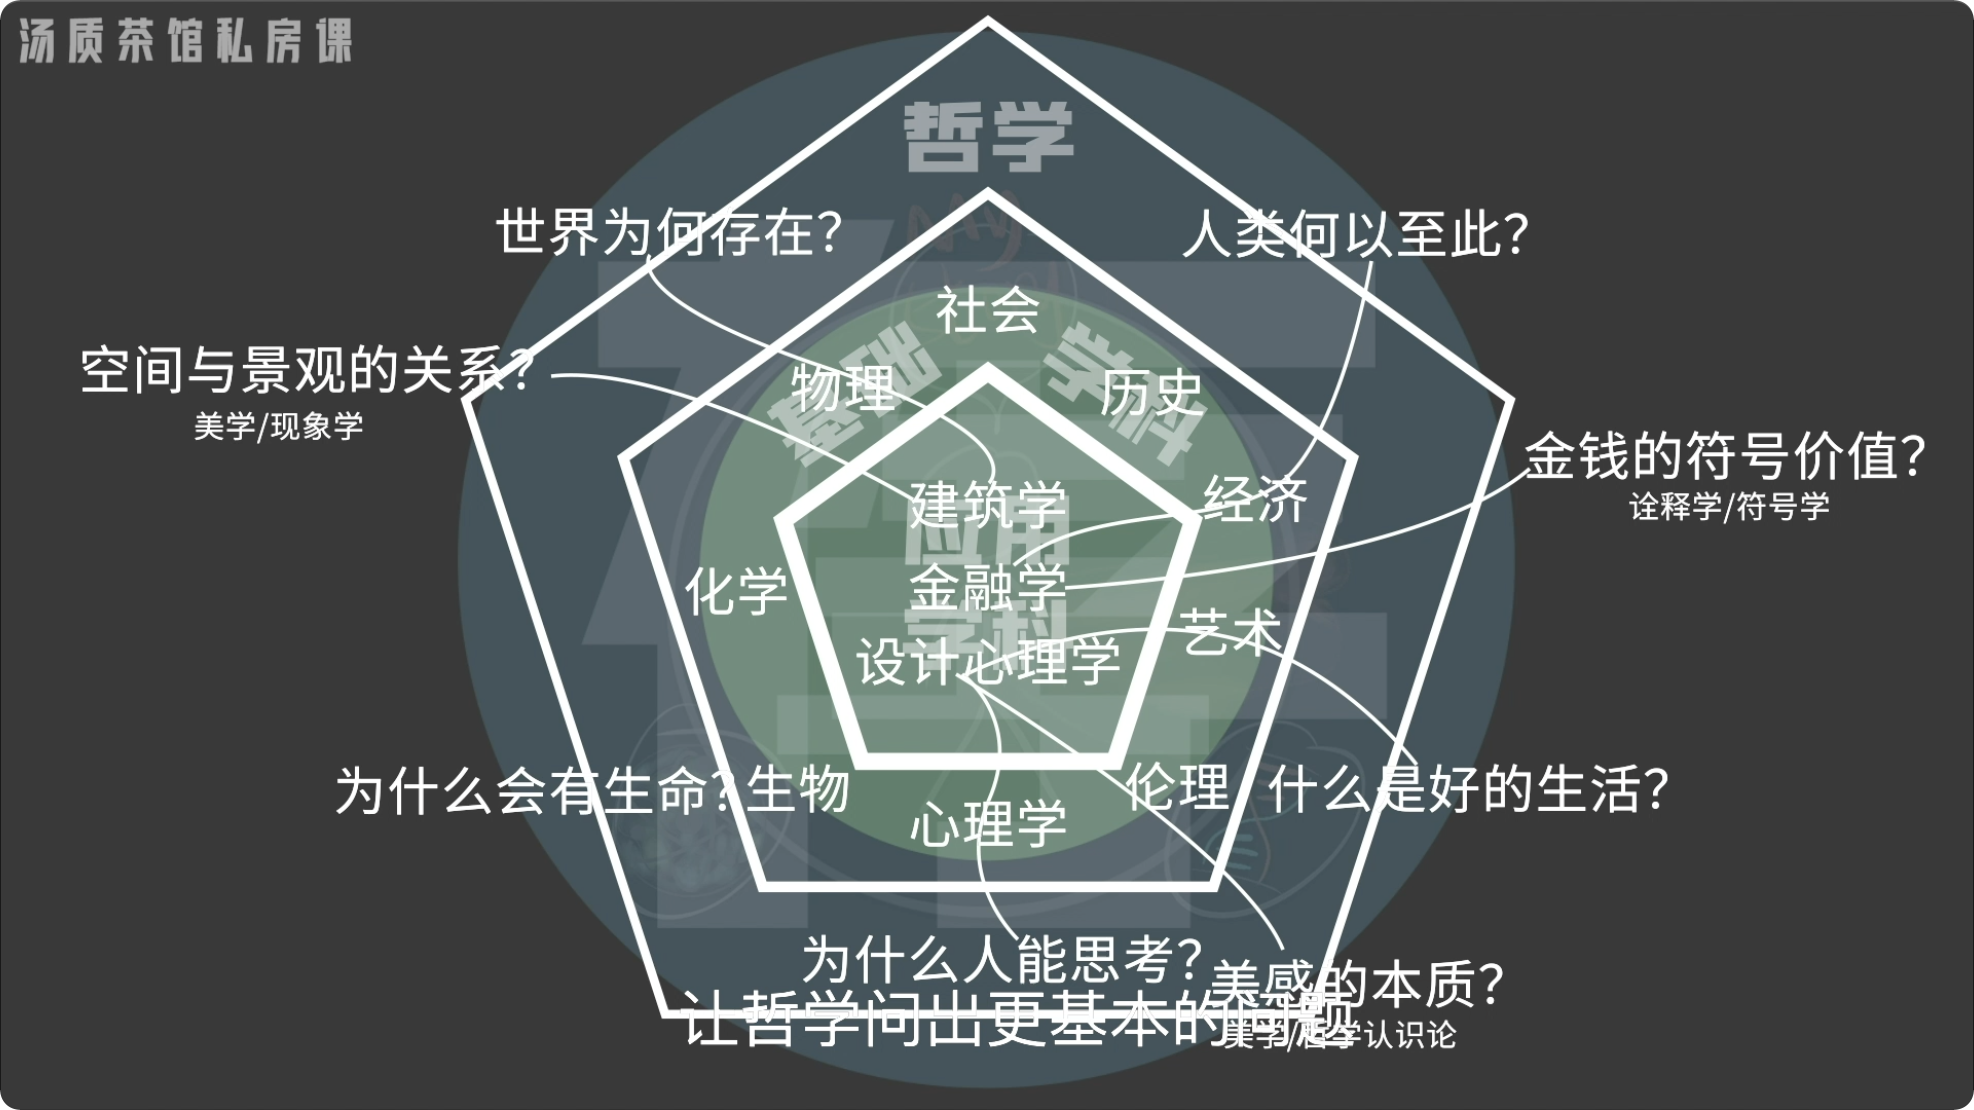 汤质茶馆私房课
哲学
世界为何存在？
人类何以至此？
社会
基础 学科
空间与景观的关系？
美学/现象学
物理
历史
金钱的符号价值？
诠释学/符号学
经济
建筑学
应用
金融学
化学
学科
艺术
设计心理学
为什么会有生命？
生物
伦理
什么是好的生活？
心理学
为什么人能思考？
美感的本质？
让哲学问出更基本的问题
美学/哲学认识论